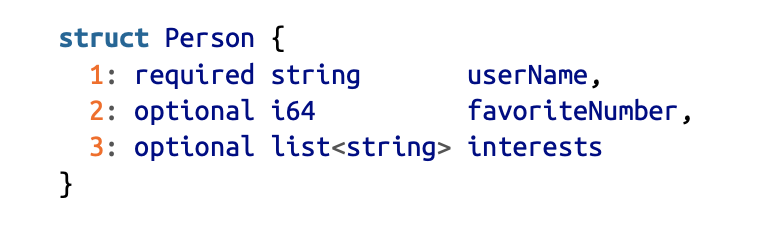 struct Person {
  1: required string       userName,
  2: optional i64          favoriteNumber,
  3: optional list<string> interests
}